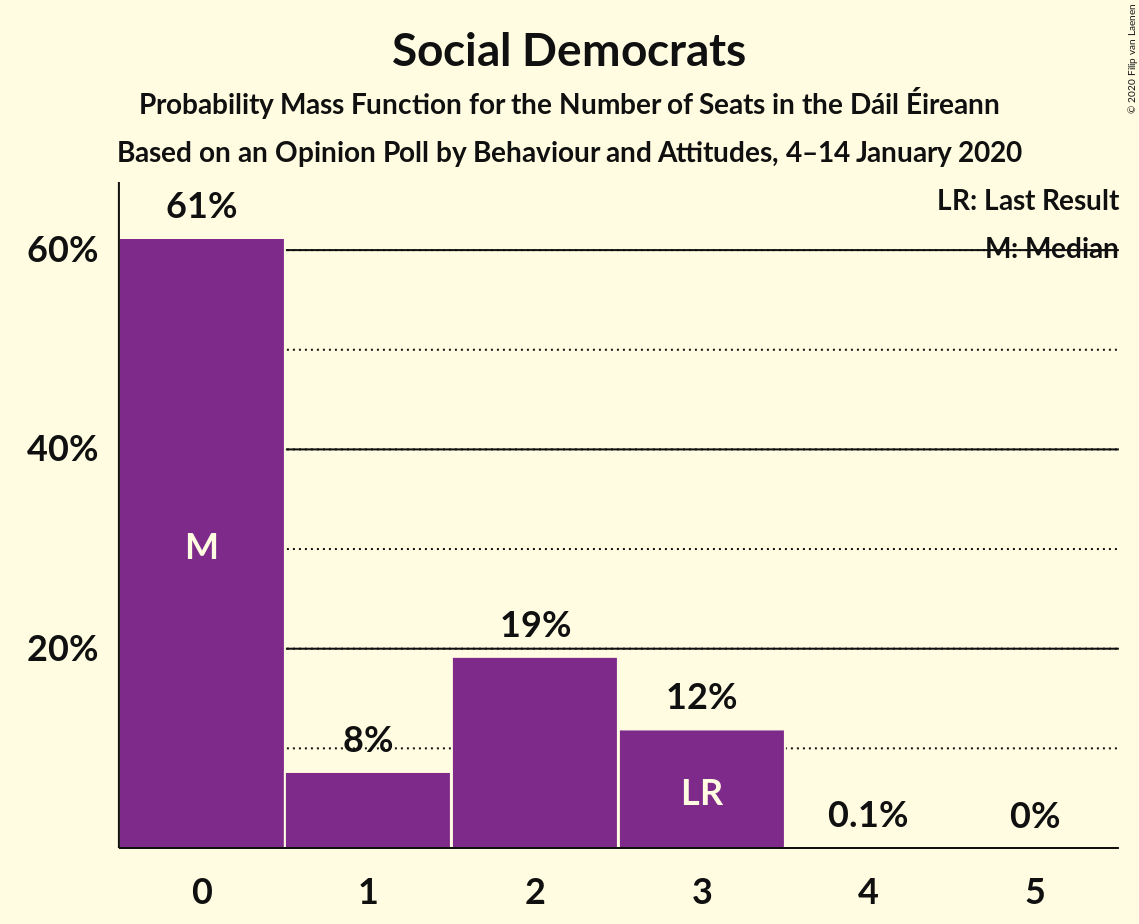 Social Democrats
Probability Mass Function for the Number of Seats in the Dáil Éireann
Based on an Opinion Poll by Behaviour and Attitudes, 4–14 January 2020
© 2020 Filip van Laenen
LR: Last Result
M: Median
61%
60%
40%
M
19%
20%
12%
8%
LR
0.1%
0%
0 1 2 3 4 5